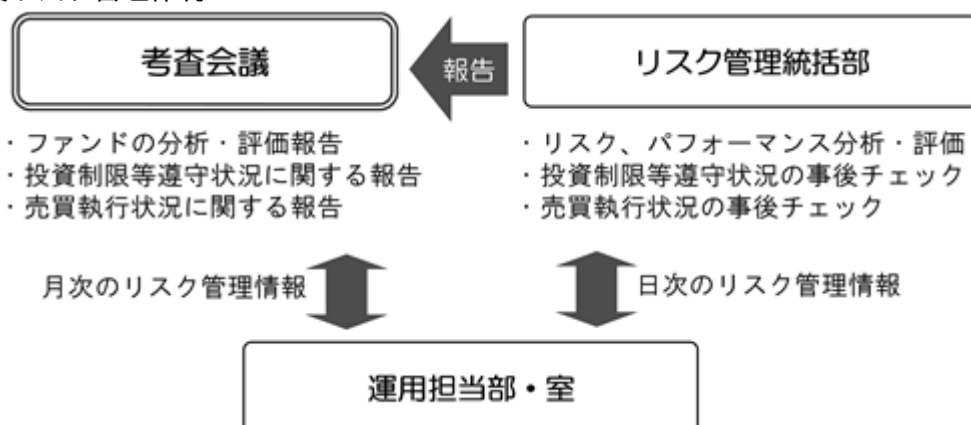 考査会議
報告
リスク管理統括部
・ファンドの分析・評価報告
・投資制限等遵守状況に関する報告
・売買執行状況に関する報告
・リスク、パフォーマンス分析・評価
・投資制限等遵守状況の事後チェック
・売買執行状況の事後チェック
月次のリスク管理情報
日次のリスク管理情報
運用担当部・室